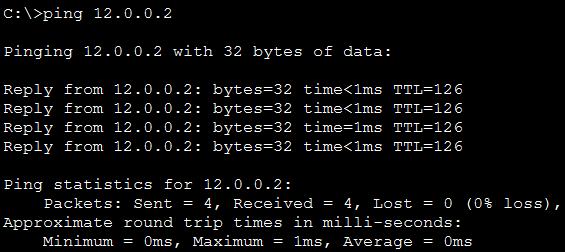 C:\>ping 12.0.0.2
Pinging 12.0.0.2 with 32 bytes of data:
Reply from 12.0.0.2: bytes=32 time<1ms TTL=126
Reply from 12.0.0.2: bytes=32 time<1ms TTL=126
Reply from 12.0.0.2: bytes=32 time<1ms TTL=126
Reply from 12.0.0.2: bytes=32 time<1ms TTL=126
Ping statistics for 12.0.0.2:
    Packets: Sent = 4, Received = 4, Lost = 0 (0% loss),
Approximate round trip times in milli-seconds:
    Minimum = 0ms, Maximum = 1ms, Average = 0ms